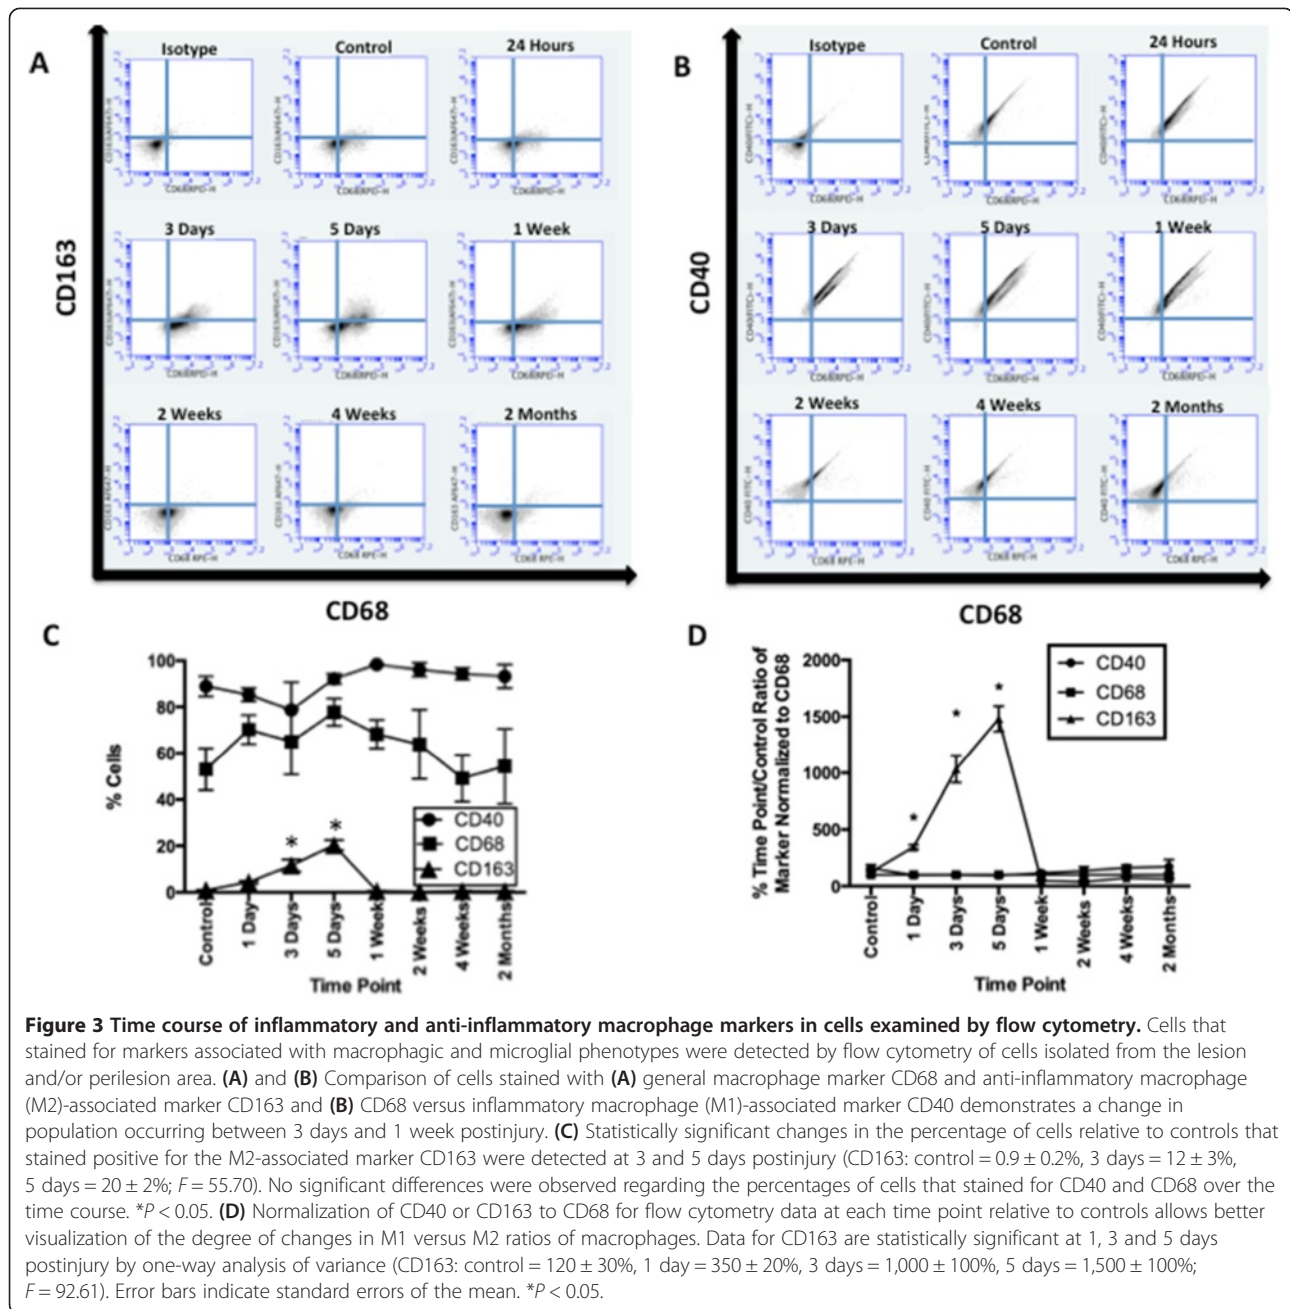 A
Isotype
Control
24 Hours
3 Days
5 Days
1 Week
2 Weeks
4 Weeks
2 Months
CD163
CD68
B
Isotype
Control
24 Hours
3 Days
5 Days
1 Week
2 Weeks
4 Weeks
2 Months
CD40
CD68
C
% Cells
100
80
60
40
20
0
* *
CD40
CD68
CD163
Control
1 Day
3 Days
5 Days
1 Week
2 Weeks
4 Weeks
2 Months
Time Point
D
% Time Point/Control Ratio of
Marker Normalized to CD68
2000
1500
1000
500
0
* * *
CD40
CD68
CD163
Control
1 Day
3 Days
5 Days
1 Week
2 Weeks
4 Weeks
2 Months
Time Point
Figure 3 Time course of inflammatory and anti-inflammatory macrophage markers in cells examined by flow cytometry. Cells that
stained for markers associated with macrophagic and microglial phenotypes were detected by flow cytometry of cells isolated from the lesion
and/or perilesion area. (A) and (B) Comparison of cells stained with (A) general macrophage marker CD68 and anti-inflammatory macrophage
(M2)-associated marker CD163 and (B) CD68 versus inflammatory macrophage (M1)-associated marker CD40 demonstrates a change in
population occurring between 3 days and 1 week postinjury. (C) Statistically significant changes in the percentage of cells relative to controls that
stained positive for the M2-associated marker CD163 were detected at 3 and 5 days postinjury (CD163: control = 0.9 ± 0.2%, 3 days = 12 ± 3%,
5 days = 20 ± 2%; F = 55.70). No significant differences were observed regarding the percentages of cells that stained for CD40 and CD68 over the
time course. *P < 0.05. (D) Normalization of CD40 or CD163 to CD68 for flow cytometry data at each time point relative to controls allows better
visualization of the degree of changes in M1 versus M2 ratios of macrophages. Data for CD163 are statistically significant at 1, 3 and 5 days
postinjury by one-way analysis of variance (CD163: control = 120 ± 30%, 1 day = 350 ± 20%, 3 days = 1,000 ± 100%, 5 days = 1,500 ± 100%;
F = 92.61). Error bars indicate standard errors of the mean. *P < 0.05.